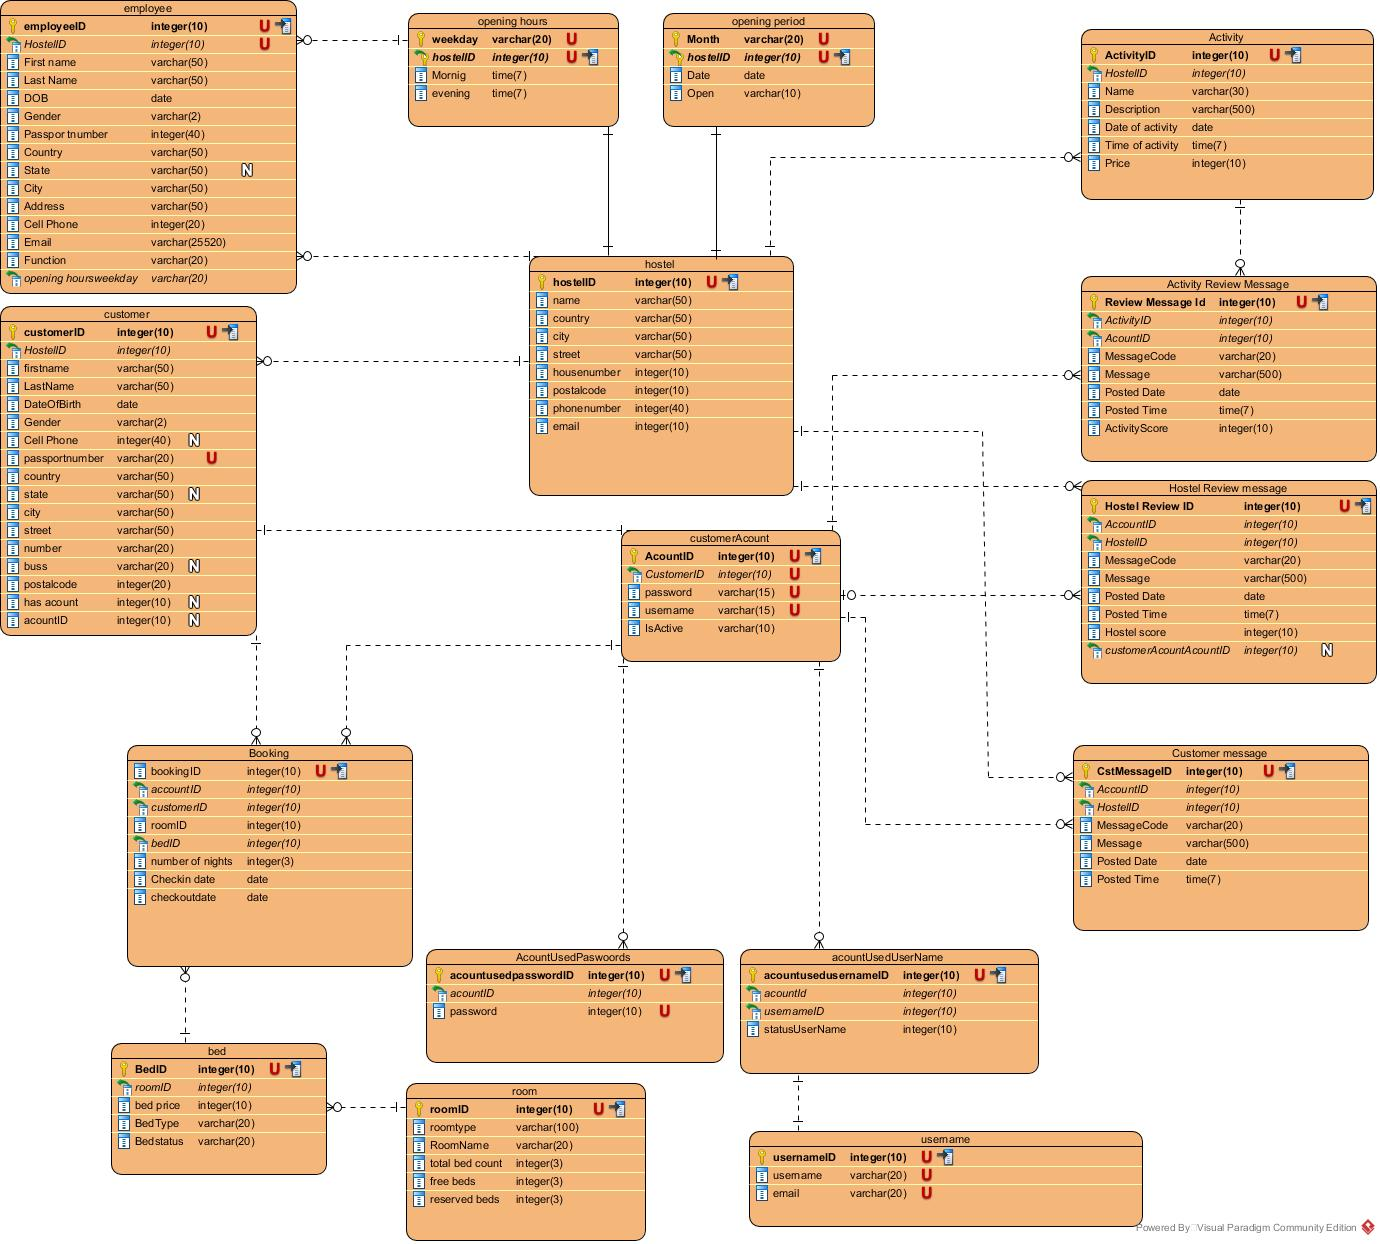 employee
employeeID integer(10) U
HostelID integer(10) U
First name varchar(50)
Last Name varchar(50)
DOB date
Gender varchar(2)
Passpor tnumber integer(40)
Country varchar(50)
State varchar(50) N
City varchar(50)
Address varchar(50)
Cell Phone integer(20)
Email varchar(25520)
Function varchar(20)
opening hoursweekday varchar(20)
opening hours
weekday varchar(20) U
hostelID integer(10) U
Mornig time(7)
evening time(7)
opening period
Month varchar(20) U
hostelID integer(10) U
Date date
Open varchar(10)
Activity
ActivityID integer(10) U
HostelID integer(10)
Name varchar(30)
Description varchar(500)
Date of activity date
Time of activity time(7)
Price integer(10)
customer
customerID integer(10) U
HostelID integer(10)
firstname varchar(50)
LastName varchar(50)
DateOfBirth date
Gender varchar(2)
Cell Phone integer(40) N
passportnumber varchar(20) U
country varchar(50)
state varchar(50) N
city varchar(50)
street varchar(50)
number varchar(20)
buss varchar(20) N
postalcode integer(20)
has acount integer(10) N
acountID integer(10) N
hostel
hostelID integer(10) U
name varchar(50)
country varchar(50)
city varchar(50)
street varchar(50)
housenumber integer(10)
postalcode integer(10)
phonenumber integer(40)
email integer(10)
Activity Review Message
Review Message Id integer(10) U
ActivityID integer(10)
AcountID integer(10)
MessageCode varchar(20)
Message varchar(500)
Posted Date date
Posted Time time(7)
ActivityScore integer(10)
Hostel Review message
Hostel Review ID integer(10) U
AccountID integer(10)
HostelID integer(10)
MessageCode varchar(20)
Message varchar(500)
Posted Date date
Posted Time time(7)
Hostel score integer(10)
customerAcountAcountID integer(10) N
customerAcount
AcountID integer(10) U
CustomerID integer(10) U
password varchar(15) U
username varchar(15) U
IsActive varchar(10)
Booking
bookingID integer(10) U
accountID integer(10)
customerID integer(10)
roomID integer(10)
bedID integer(10)
number of nights integer(3)
Checkin date date
checkoutdate date
Customer message
CstMessageID integer(10) U
AccountID integer(10)
HostelID integer(10)
MessageCode varchar(20)
Message varchar(500)
Posted Date date
Posted Time time(7)
AcountUsedPaswoords
acountusedpasswordID integer(10) U
acountID integer(10)
password integer(10) U
acountUsedUserName
acountusedusernameID integer(10) U
acountId integer(10)
usernameID integer(10)
statusUserName integer(10)
bed
BedID integer(10) U
roomID integer(10)
bed price integer(10)
BedType varchar(20)
Bedstatus varchar(20)
room
roomID integer(10) U
roomtype varchar(100)
RoomName varchar(20)
total bed count integer(3)
free beds integer(3)
reserved beds integer(3)
username
usernameID integer(10) U
username varchar(20) U
email varchar(20) U
Powered By Visual Paradigm Community Edition